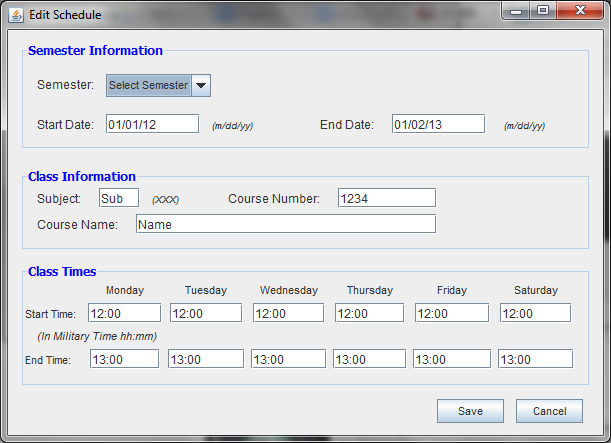 Edit Schedule
Semester Information
Semester: Select Semester
Start Date: 01/01/12 (m/dd/yy) End Date: 01/02/13 (m/dd/yy)
Class Information
Subject: Sub (XXX) Course Number: 1234
Course Name: Name
Class Times
Monday Tuesday Wednesday Thursday Friday Saturday
Start Time: 12:00 12:00 12:00 12:00 12:00 12:00
(In Military Time hh:mm)
End Time: 13:00 13:00 13:00 13:00 13:00 13:00
Save Cancel